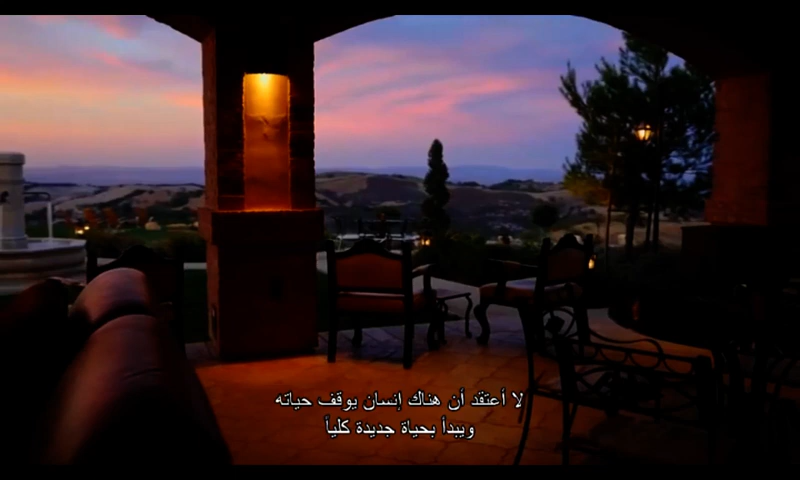 لا أعتقد أن هناك إنسان يوقف حياته
ويبدأ بحياة جديدة كلياً